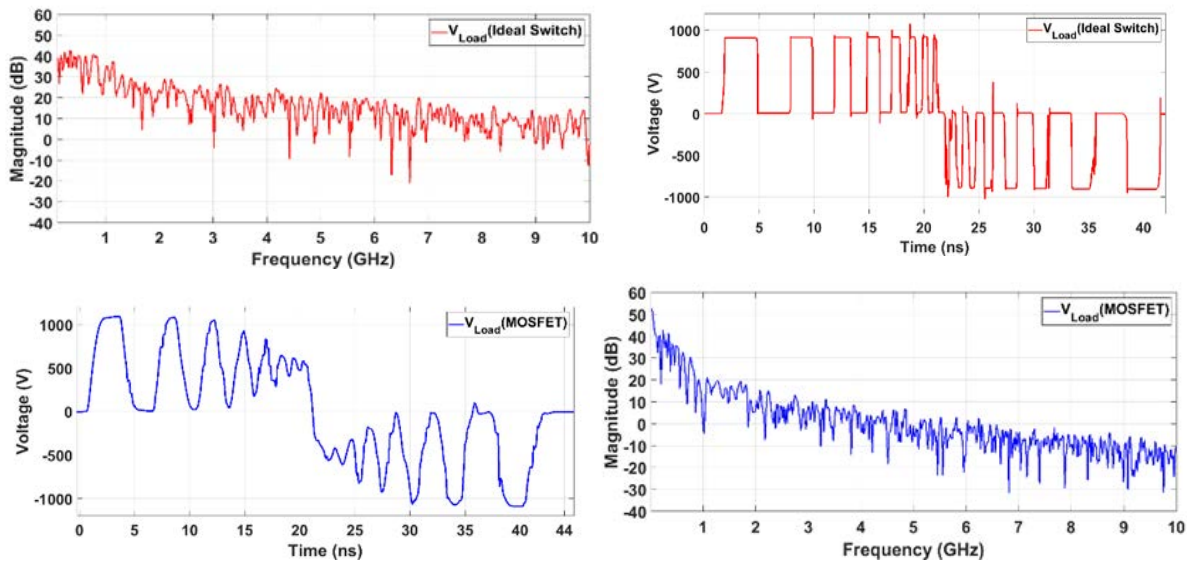 60
50
40
30
20
10
0
-10
-20
-30
-40
Magnitude (dB)
V_Load(Ideal Switch)
1 2 3 4 5 6 7 8 9 10
Frequency (GHz)
1000
500
0
-500
-1000
Voltage (V)
V_Load(Ideal Switch)
0 5 10 15 20 25 30 35 40
Time (ns)
1000
500
0
-500
-1000
Voltage (V)
V_Load(MOSFET)
0 5 10 15 20 25 30 35 40 44
Time (ns)
60
50
40
30
20
10
0
-10
-20
-30
-40
Magnitude (dB)
V_Load(MOSFET)
1 2 3 4 5 6 7 8 9 10
Frequency (GHz)